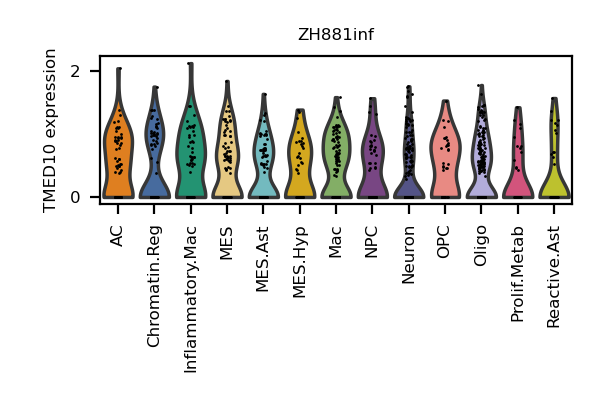 ZH881inf
TMED10 expression
2
0
AC
Chromatin.Reg
Inflammatory.Mac
MES
MES.Ast
MES.Hyp
Mac
NPC
Neuron
OPC
Oligo
Prolif.Metab
Reactive.Ast